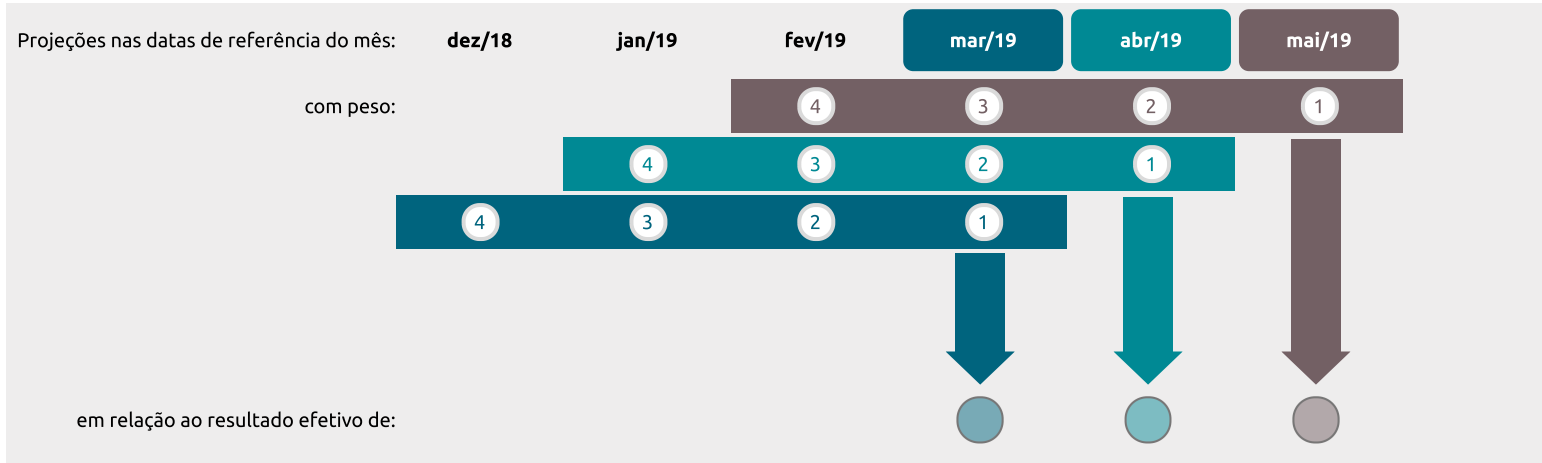 Projeções nas datas de referência do mês: dez/18 jan/19 fev/19 mar/19 abr/19 mai/19
com peso: 4 3 2 1
4 3 2 1
4 3 2 1
em relação ao resultado efetivo de: